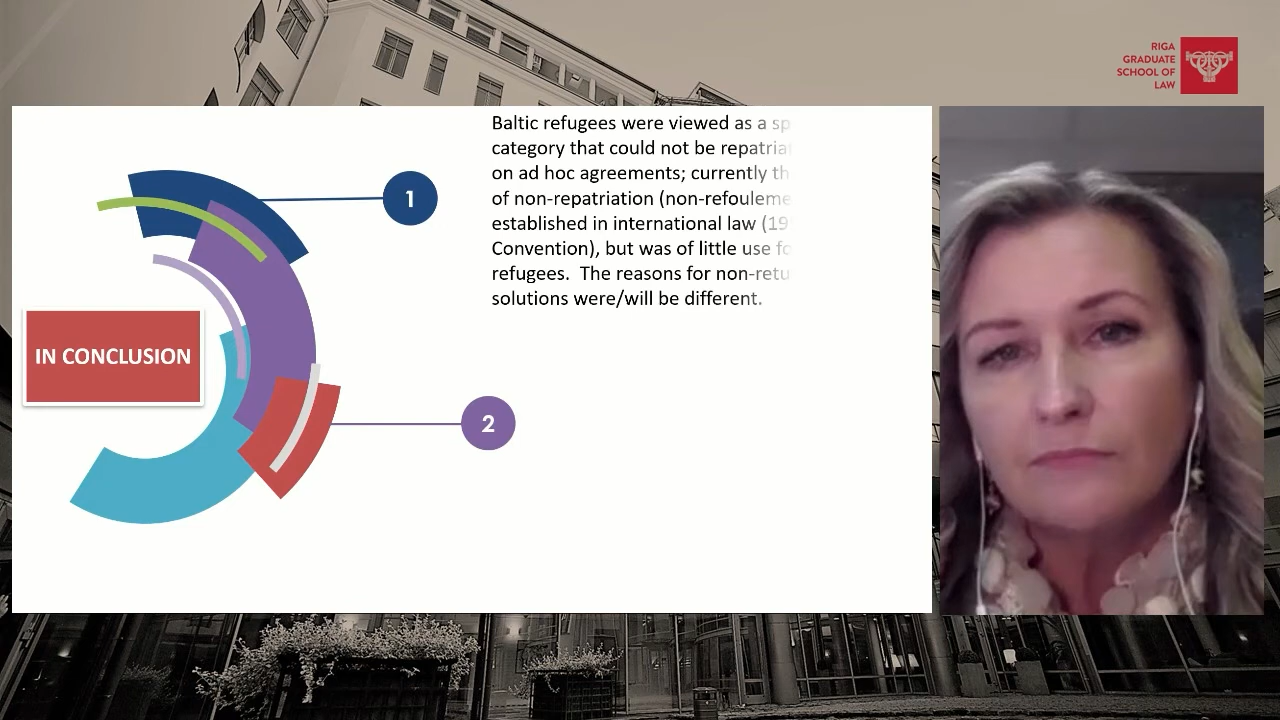 RIGA
GRADUATE
SCHOOL OF
LAW
Baltic refugees were viewed as a
category that could not be
on ad hoc agreements; currently
of non-repatriation
established in international law
Convention), but was of little use
refugees. The reasons for
solutions were/will be different.
1
IN CONCLUSION
2